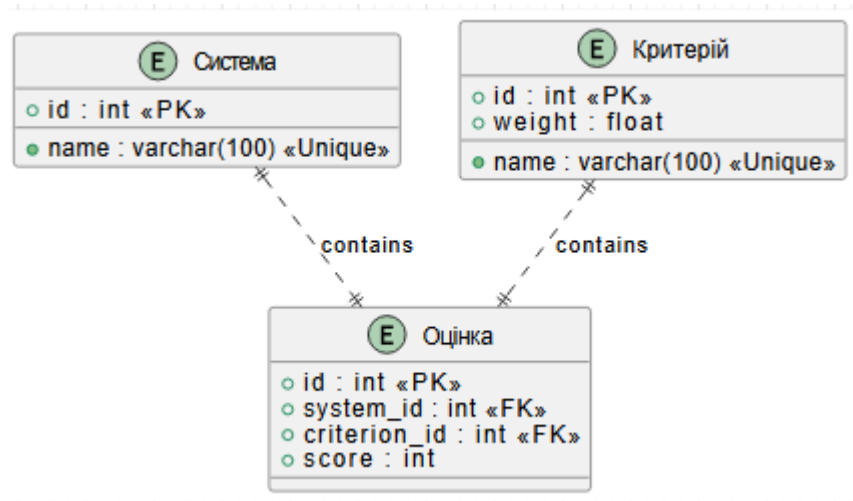 E Система
id : int «PK»
name : varchar(100) «Unique»
E Критерій
id : int «PK»
weight : float
name : varchar(100) «Unique»
contains
contains
E Оцінка
id : int «PK»
system_id : int «FK»
criterion_id : int «FK»
score : int